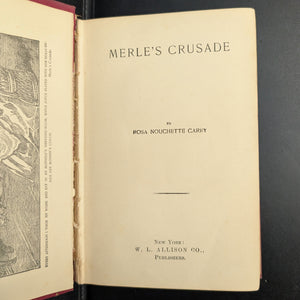 MERLE'S CRUSADE
BY
ROSA NOUCHETTE CAREY
NEW YORK:
W. L. ALLISON CO.,
PUBLISHERS.